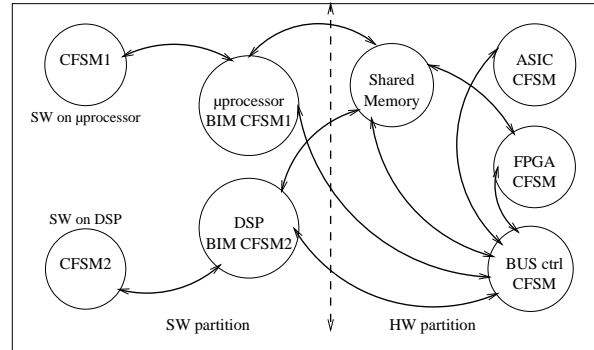 CFSM1
SW on μprocessor
μprocessor
BIM CFSM1
Shared
Memory
ASIC
CFSM
FPGA
CFSM
SW on DSP
CFSM2
DSP
BIM CFSM2
BUS ctrl
CFSM
SW partition
HW partition